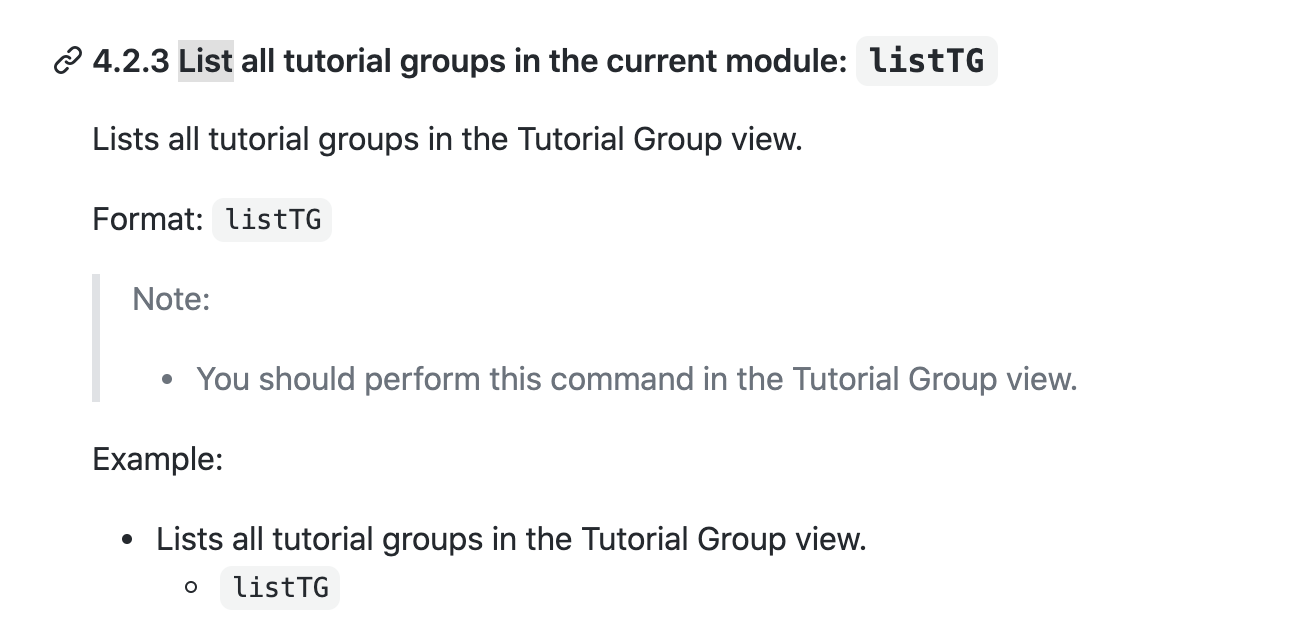 4.2.3 List all tutorial groups in the current module: listTG
Lists all tutorial groups in the Tutorial Group view.
Format: listTG
Note:
• You should perform this command in the Tutorial Group view.
Example:
• Lists all tutorial groups in the Tutorial Group view.
◦ listTG